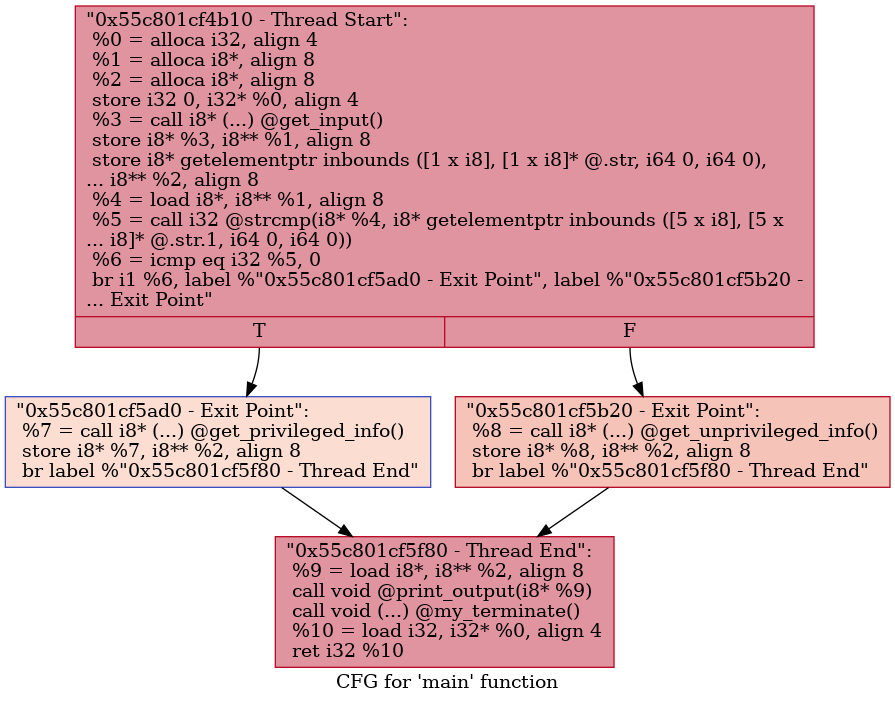 "0x55c801cf4b10 - Thread Start":
%0 = alloca i32, align 4
%1 = alloca i8*, align 8
%2 = alloca i8*, align 8
store i32 0, i32* %0, align 4
%3 = call i8* (...) @get_input()
store i8* %3, i8** %1, align 8
store i8* getelementptr inbounds ([1 x i8], [1 x i8]* @.str, i64 0, i64 0),
... i8** %2, align 8
%4 = load i8*, i8** %1, align 8
%5 = call i32 @strcmp(i8* %4, i8* getelementptr inbounds ([5 x i8], [5 x
... i8]* @.str.1, i64 0, i64 0))
%6 = icmp eq i32 %5, 0
br i1 %6, label %"0x55c801cf5ad0 - Exit Point", label %"0x55c801cf5b20 -
... Exit Point"
T
F
"0x55c801cf5ad0 - Exit Point":
%7 = call i8* (...) @get_privileged_info()
store i8* %7, i8** %2, align 8
br label %"0x55c801cf5f80 - Thread End"
"0x55c801cf5b20 - Exit Point":
%8 = call i8* (...) @get_unprivileged_info()
store i8* %8, i8** %2, align 8
br label %"0x55c801cf5f80 - Thread End"
"0x55c801cf5f80 - Thread End":
%9 = load i8*, i8** %2, align 8
call void @print_output(i8* %9)
call void (...) @my_terminate()
%10 = load i32, i32* %0, align 4
ret i32 %10
CFG for 'main' function